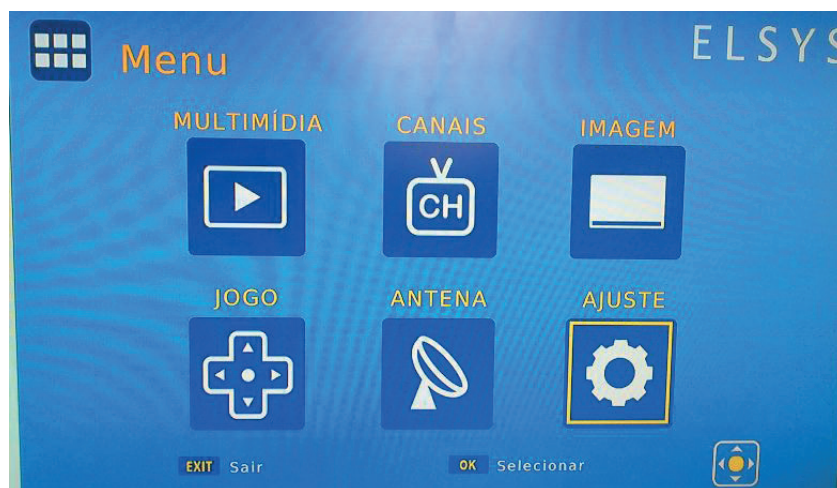 Menu
ELSYS
MULTIMÍDIA
CANAIS
IMAGEM
CH
JOGO
ANTENA
AJUSTE
EXIT Sair
OK Selecionar